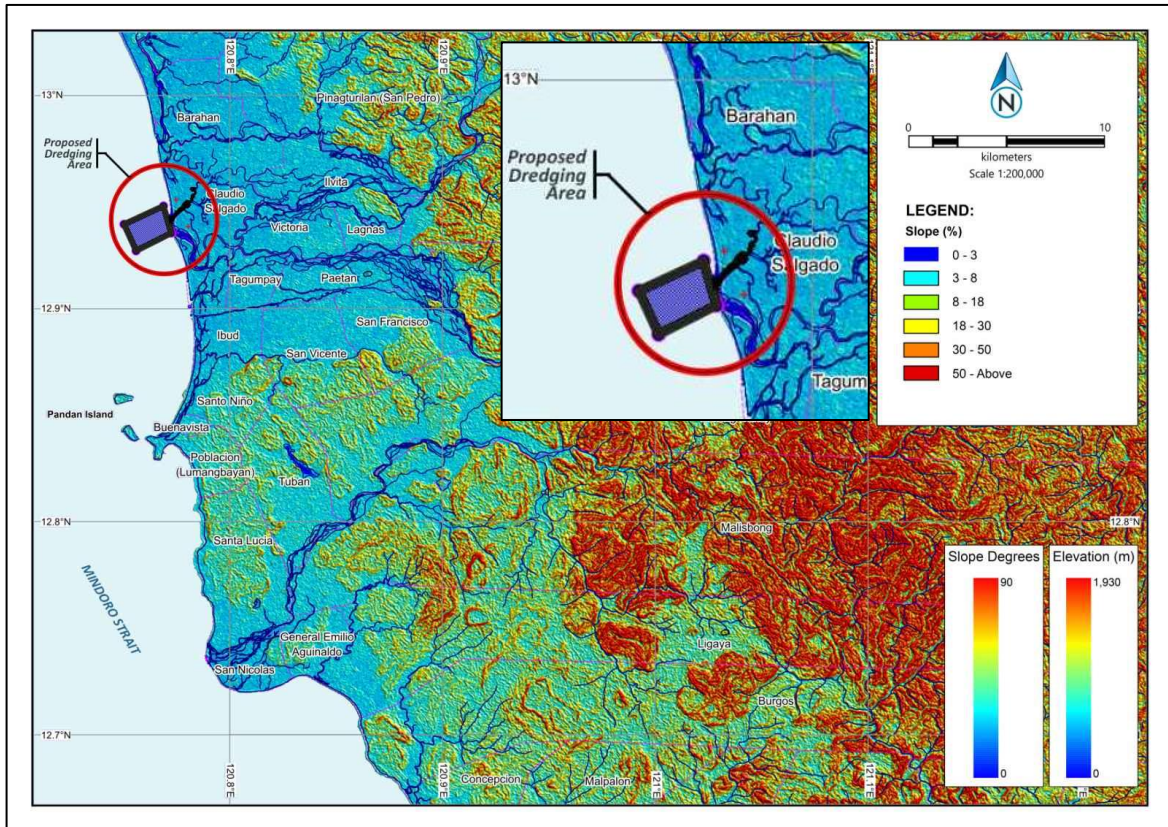 120.8°E
120.9°E
13°N
Pinagturilan (San Pedro)
Barahan
Proposed
Dredging
Area
Ilvita
Claudio
Salgado
Victoria
Lagnas
Tagumpay
Paetan
12.9°N
San Francisco
Ibud
San Vicente
Santo Niño
Pandan Island
Buenavista
Poblacion
(Lumangbayan)
Tuban
12.8°N
12.8°N
Malisbong
Santa Lucia
MINDORO STRAIT
General Emilio
Aguinaldo
San Nicolas
Ligaya
Burgos
12.7°N
Concepcion
Malpalon
120.8°E
120.9°E
121°E
121.1°E
13°N
Barahan
Proposed
Dredging
Area
Claudio
Salgado
Tagum
N
0 10
kilometers
Scale 1:200,000
LEGEND:
Slope (%)
0 - 3
3 - 8
8 - 18
18 - 30
30 - 50
50 - Above
Slope Degrees
90
0
Elevation (m)
1,930
0